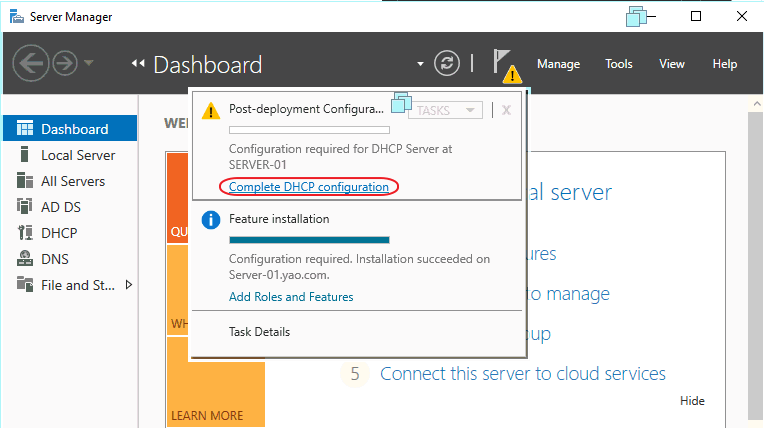 Server Manager
Dashboard
Manage
Tools
View
Help
Dashboard
Local Server
All Servers
AD DS
DHCP
DNS
File and St...
WEL
QU
WH
LEARN MORE
Post-deployment Configura...
TASKS
X
Configuration required for DHCP Server at
SERVER-01
Complete DHCP configuration
Feature installation
Configuration required. Installation succeeded on
Server-01.yao.com.
Add Roles and Features
Task Details
al server
ures
to manage
up
5 Connect this server to cloud services
Hide